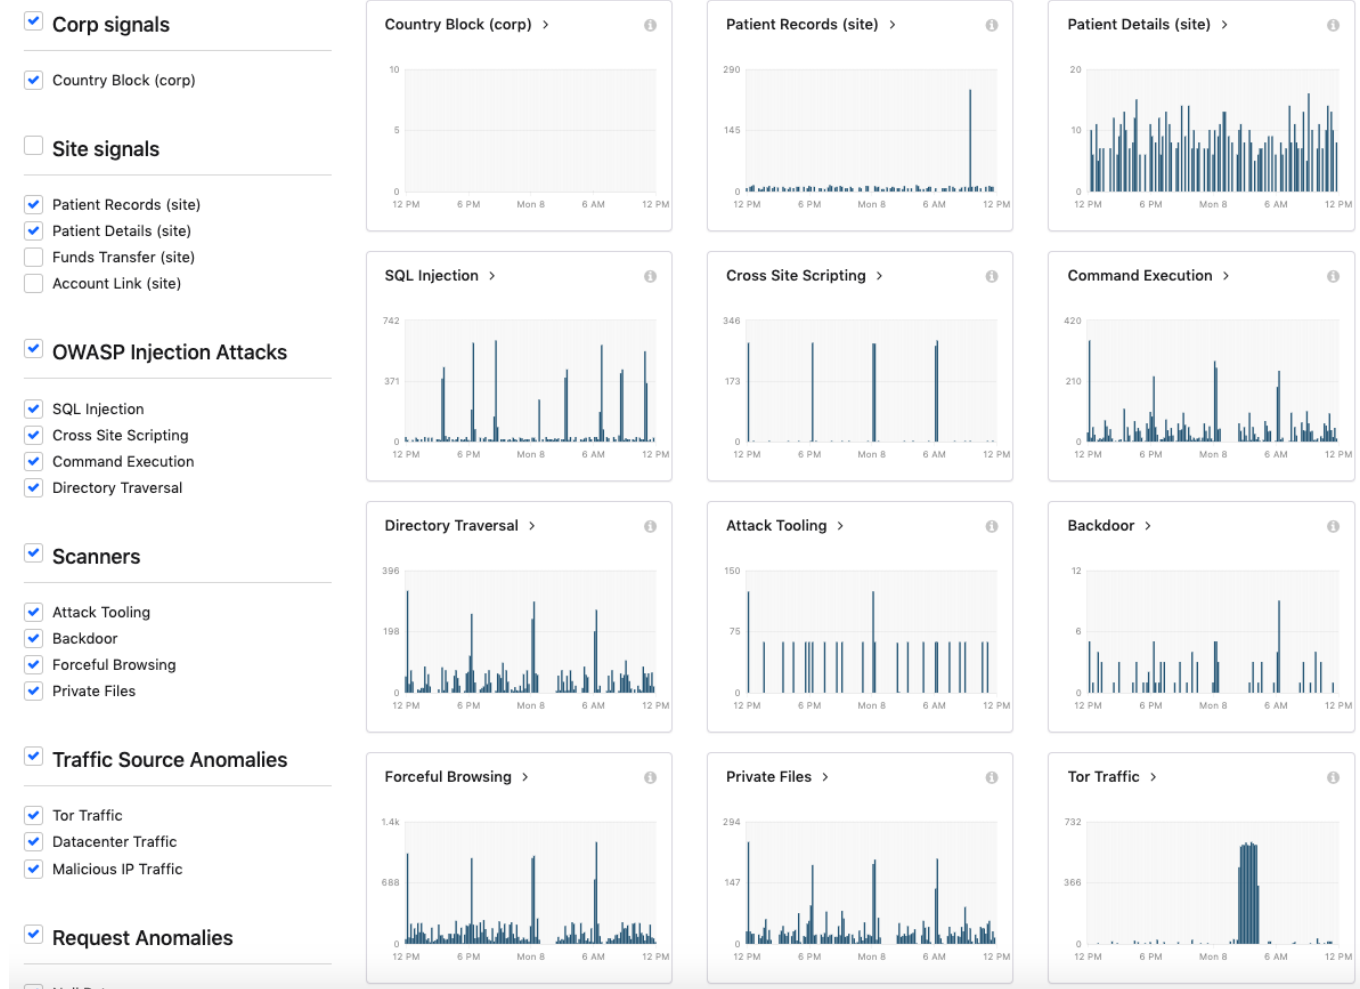 Corp signals
Country Block (corp)
Site signals
Patient Records (site)
Patient Details (site)
Funds Transfer (site)
Account Link (site)
OWASP Injection Attacks
SQL Injection
Cross Site Scripting
Command Execution
Directory Traversal
Scanners
Attack Tooling
Backdoor
Forceful Browsing
Private Files
Traffic Source Anomalies
Tor Traffic
Datacenter Traffic
Malicious IP Traffic
Request Anomalies
Country Block (corp) >
10
5
0
12 PM 6 PM Mon 8 6 AM 12 PM
Patient Records (site) >
290
145
0
12 PM 6 PM Mon 8 6 AM 12 PM
Patient Details (site) >
20
10
0
12 PM 6 PM Mon 8 6 AM 12 PM
SQL Injection >
742
371
0
12 PM 6 PM Mon 8 6 AM 12 PM
Cross Site Scripting >
346
173
0
12 PM 6 PM Mon 8 6 AM 12 PM
Command Execution >
420
210
0
12 PM 6 PM Mon 8 6 AM 12 PM
Directory Traversal >
396
198
0
12 PM 6 PM Mon 8 6 AM 12 PM
Attack Tooling >
150
75
0
12 PM 6 PM Mon 8 6 AM 12 PM
Backdoor >
12
6
0
12 PM 6 PM Mon 8 6 AM 12 PM
Forceful Browsing >
1.4k
688
0
12 PM 6 PM Mon 8 6 AM 12 PM
Private Files >
294
147
0
12 PM 6 PM Mon 8 6 AM 12 PM
Tor Traffic >
732
366
0
12 PM 6 PM Mon 8 6 AM 12 PM